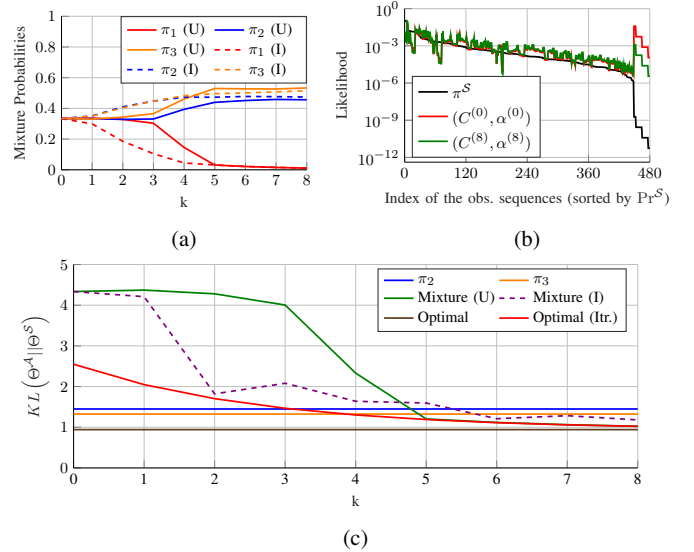 1
0.8
0.6
0.4
0.2
0
Mixture Probabilities
π₁ (U) π₂ (U)
π₃ (U) π₁ (I)
π₂ (I) π₃ (I)
0 1 2 3 4 5 6 7 8
k
(a)
10⁰
10⁻³
10⁻⁶
10⁻⁹
10⁻¹²
Likelihood
π^𝒮
(C⁽⁰⁾, α⁽⁰⁾)
(C⁽⁸⁾, α⁽⁸⁾)
0 120 240 360 480
Index of the obs. sequences (sorted by Pr^𝒮)
(b)
5
4
3
2
1
0
KL (Θ^𝒜||Θ^𝒮)
π₂ π₃
Mixture (U) Mixture (I)
Optimal Optimal (Itr.)
0 1 2 3 4 5 6 7 8
k
(c)